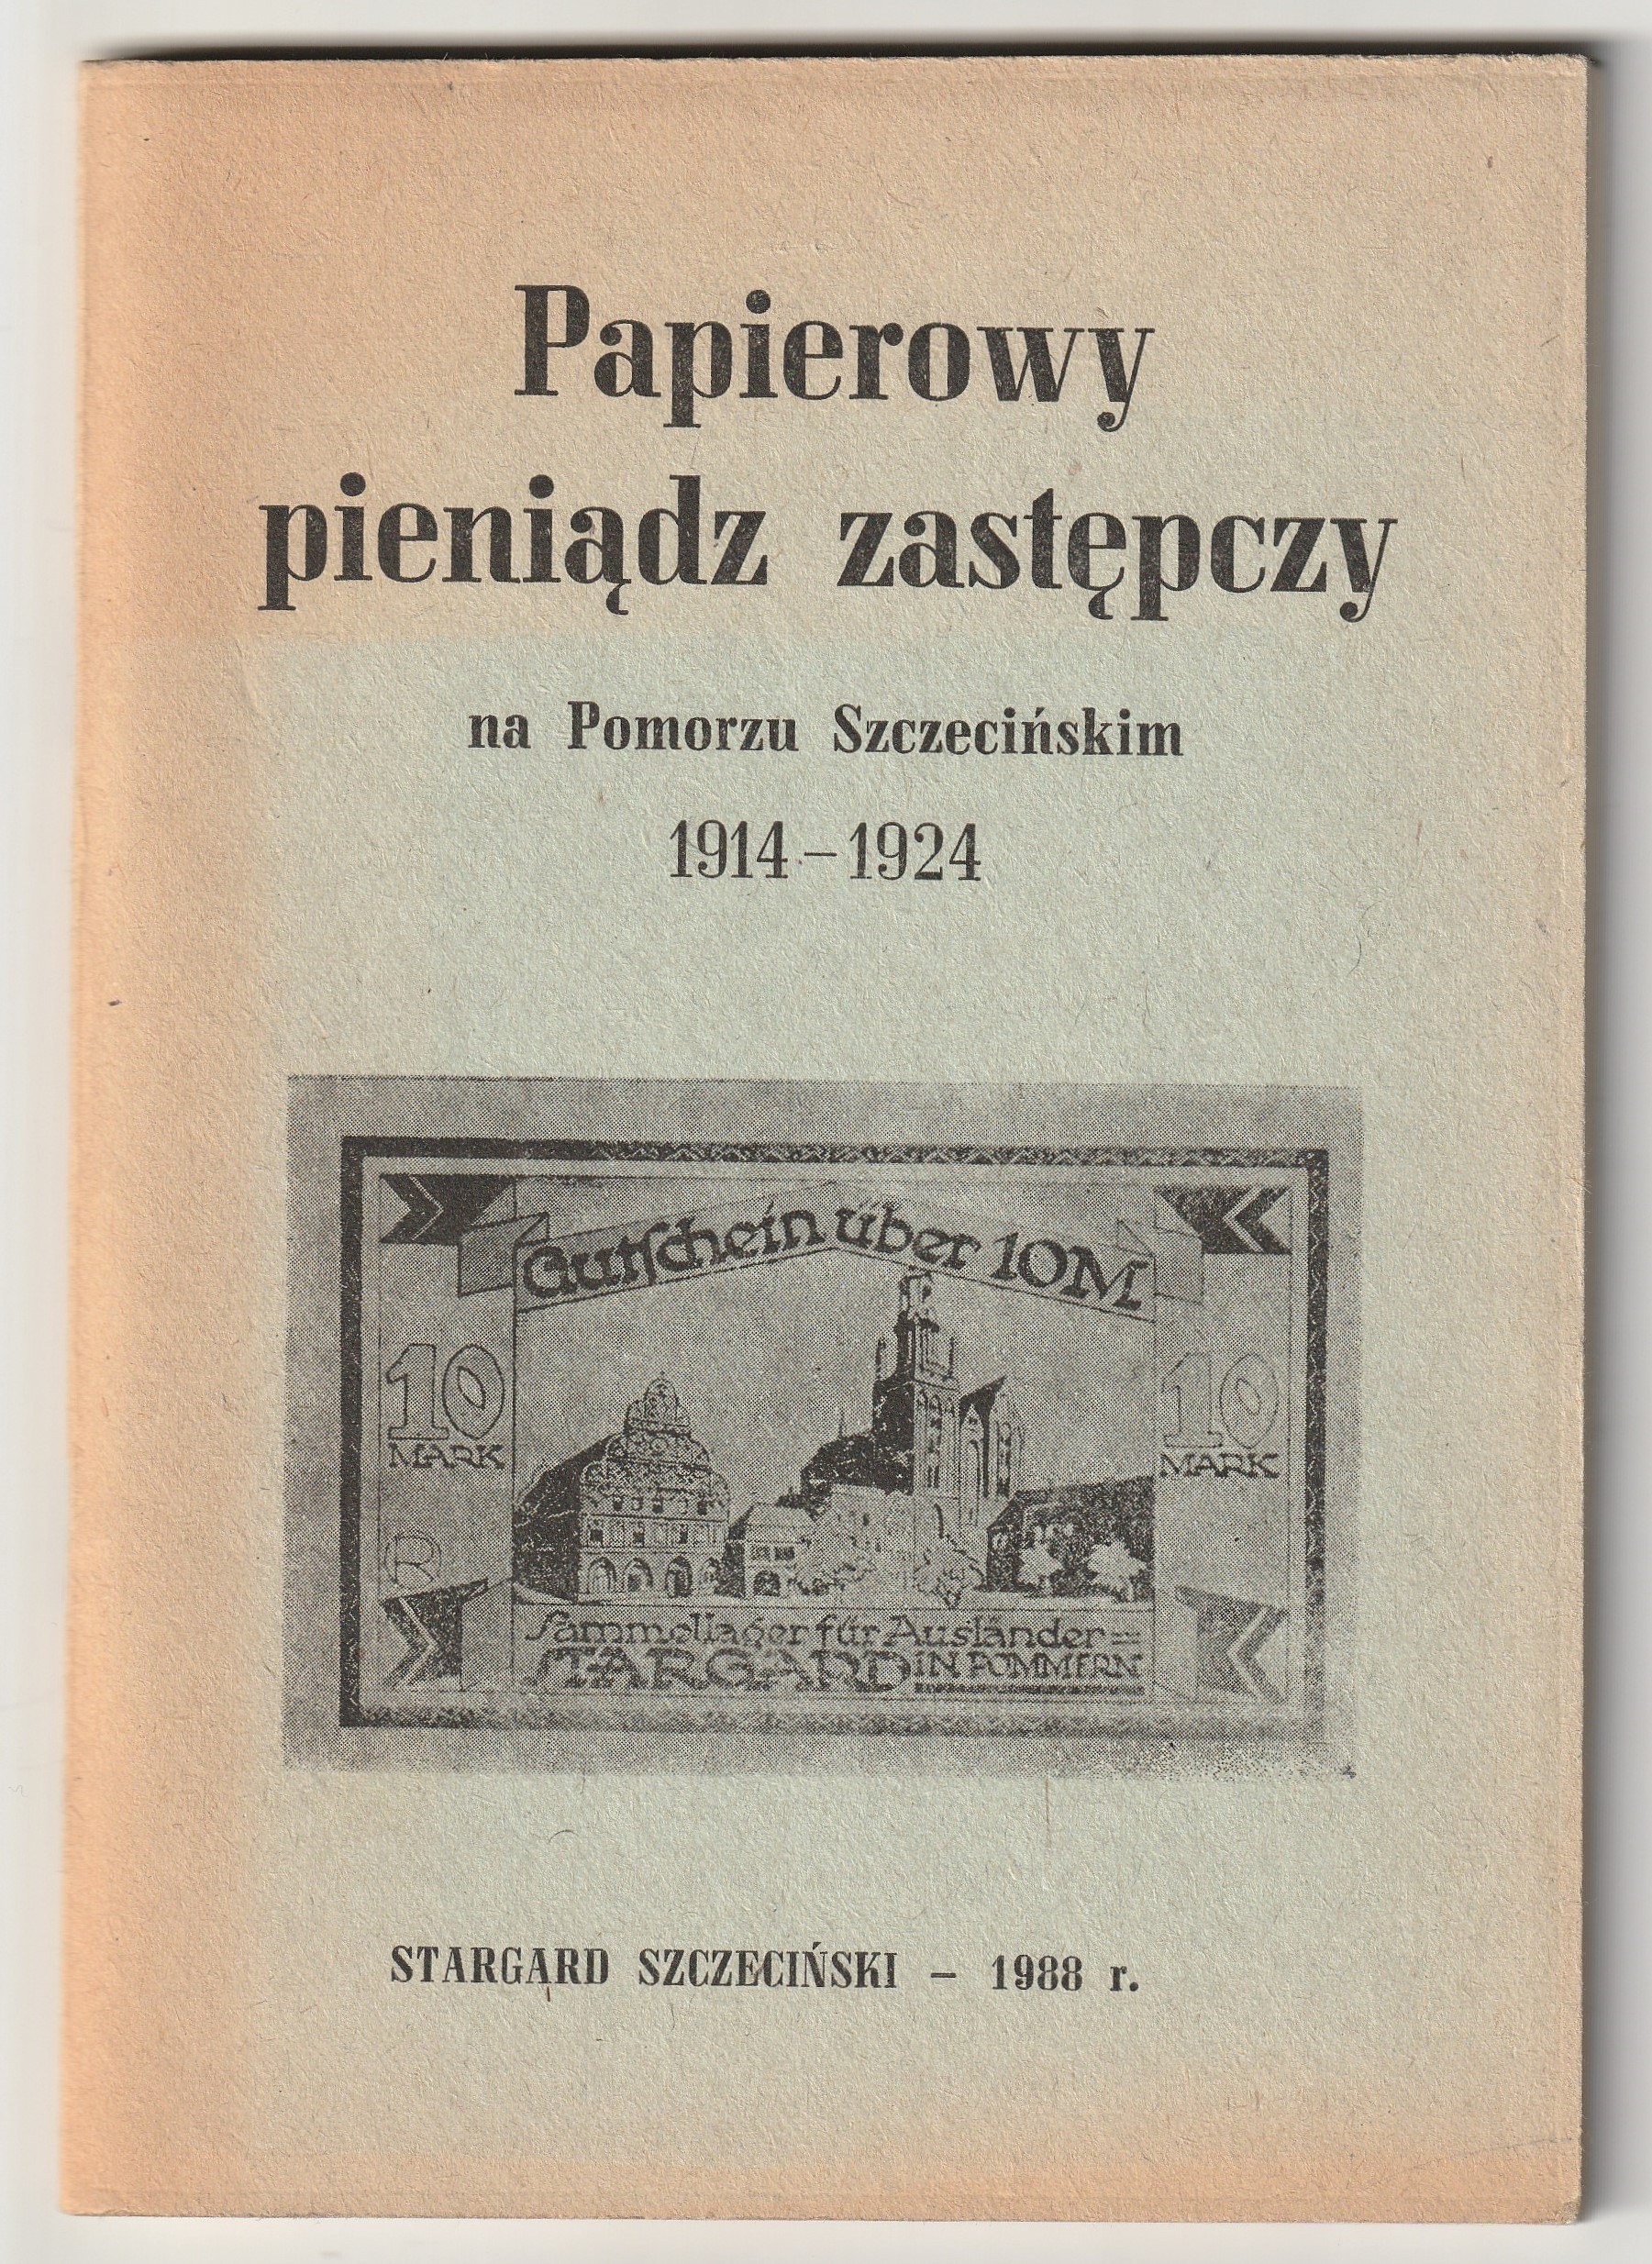 Papierowy
pieniądz zastępczy
na Pomorzu Szczecińskim
1914-1924
Gutschein über 10M
10
MARK
10
MARK
R
Sammellager für Ausländer=
STARGARD IN POMMERN
STARGARD SZCZECIŃSKI - 1988 r.